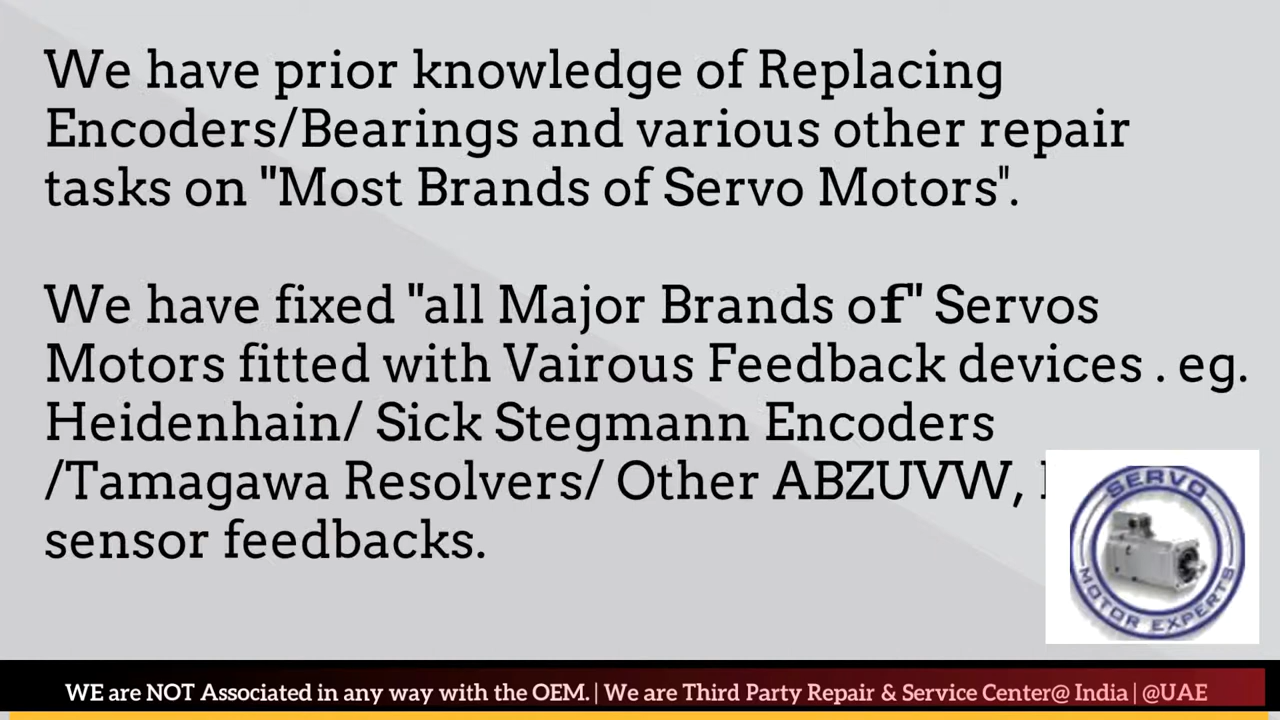 We have prior knowledge of Replacing
Encoders/Bearings and various other repair
tasks on "Most Brands of Servo Motors".
We have fixed "all Major Brands of" Servos
Motors fitted with Vairous Feedback devices . eg.
Heidenhain/ Sick Stegmann Encoders
/Tamagawa Resolvers/ Other ABZUVW,
sensor feedbacks.
SERVO
MOTOR EXPERTS
WE are NOT Associated in any way with the OEM. | We are Third Party Repair & Service Center@ India | @UAE